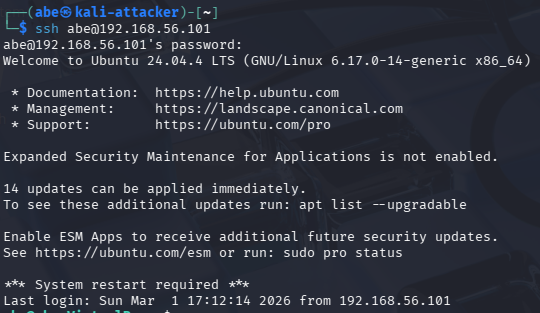 ┌──(abe㉿kali-attacker)-[~]
└─$ ssh abe@192.168.56.101
abe@192.168.56.101's password:
Welcome to Ubuntu 24.04.4 LTS (GNU/Linux 6.17.0-14-generic x86_64)
* Documentation:  https://help.ubuntu.com
* Management:     https://landscape.canonical.com
* Support:        https://ubuntu.com/pro
Expanded Security Maintenance for Applications is not enabled.
14 updates can be applied immediately.
To see these additional updates run: apt list --upgradable
Enable ESM Apps to receive additional future security updates.
See https://ubuntu.com/esm or run: sudo pro status
*** System restart required ***
Last login: Sun Mar  1 17:12:14 2026 from 192.168.56.101